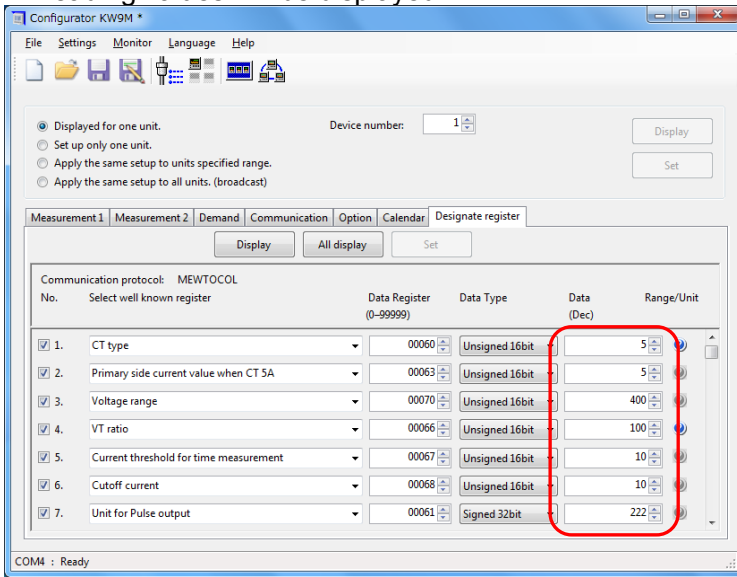 Configurator KW9M *
File Settings Monitor Language Help
Displayed for one unit.
Device number: 1
Display
Set up only one unit.
Apply the same setup to units specified range.
Set
Apply the same setup to all units. (broadcast)
Measurement 1 Measurement 2 Demand Communication Option Calendar Designate register
Display All display Set
Communication protocol: MEWTOCOL
No. Select well known register Data Register Data Type Data Range/Unit
(0-99999) (Dec)
1. CT type 00060 Unsigned 16bit 5
2. Primary side current value when CT 5A 00063 Unsigned 16bit 5
3. Voltage range 00070 Unsigned 16bit 400
4. VT ratio 00066 Unsigned 16bit 100
5. Current threshold for time measurement 00067 Unsigned 16bit 10
6. Cutoff current 00068 Unsigned 16bit 10
7. Unit for Pulse output 00061 Signed 32bit 222
COM4 : Ready